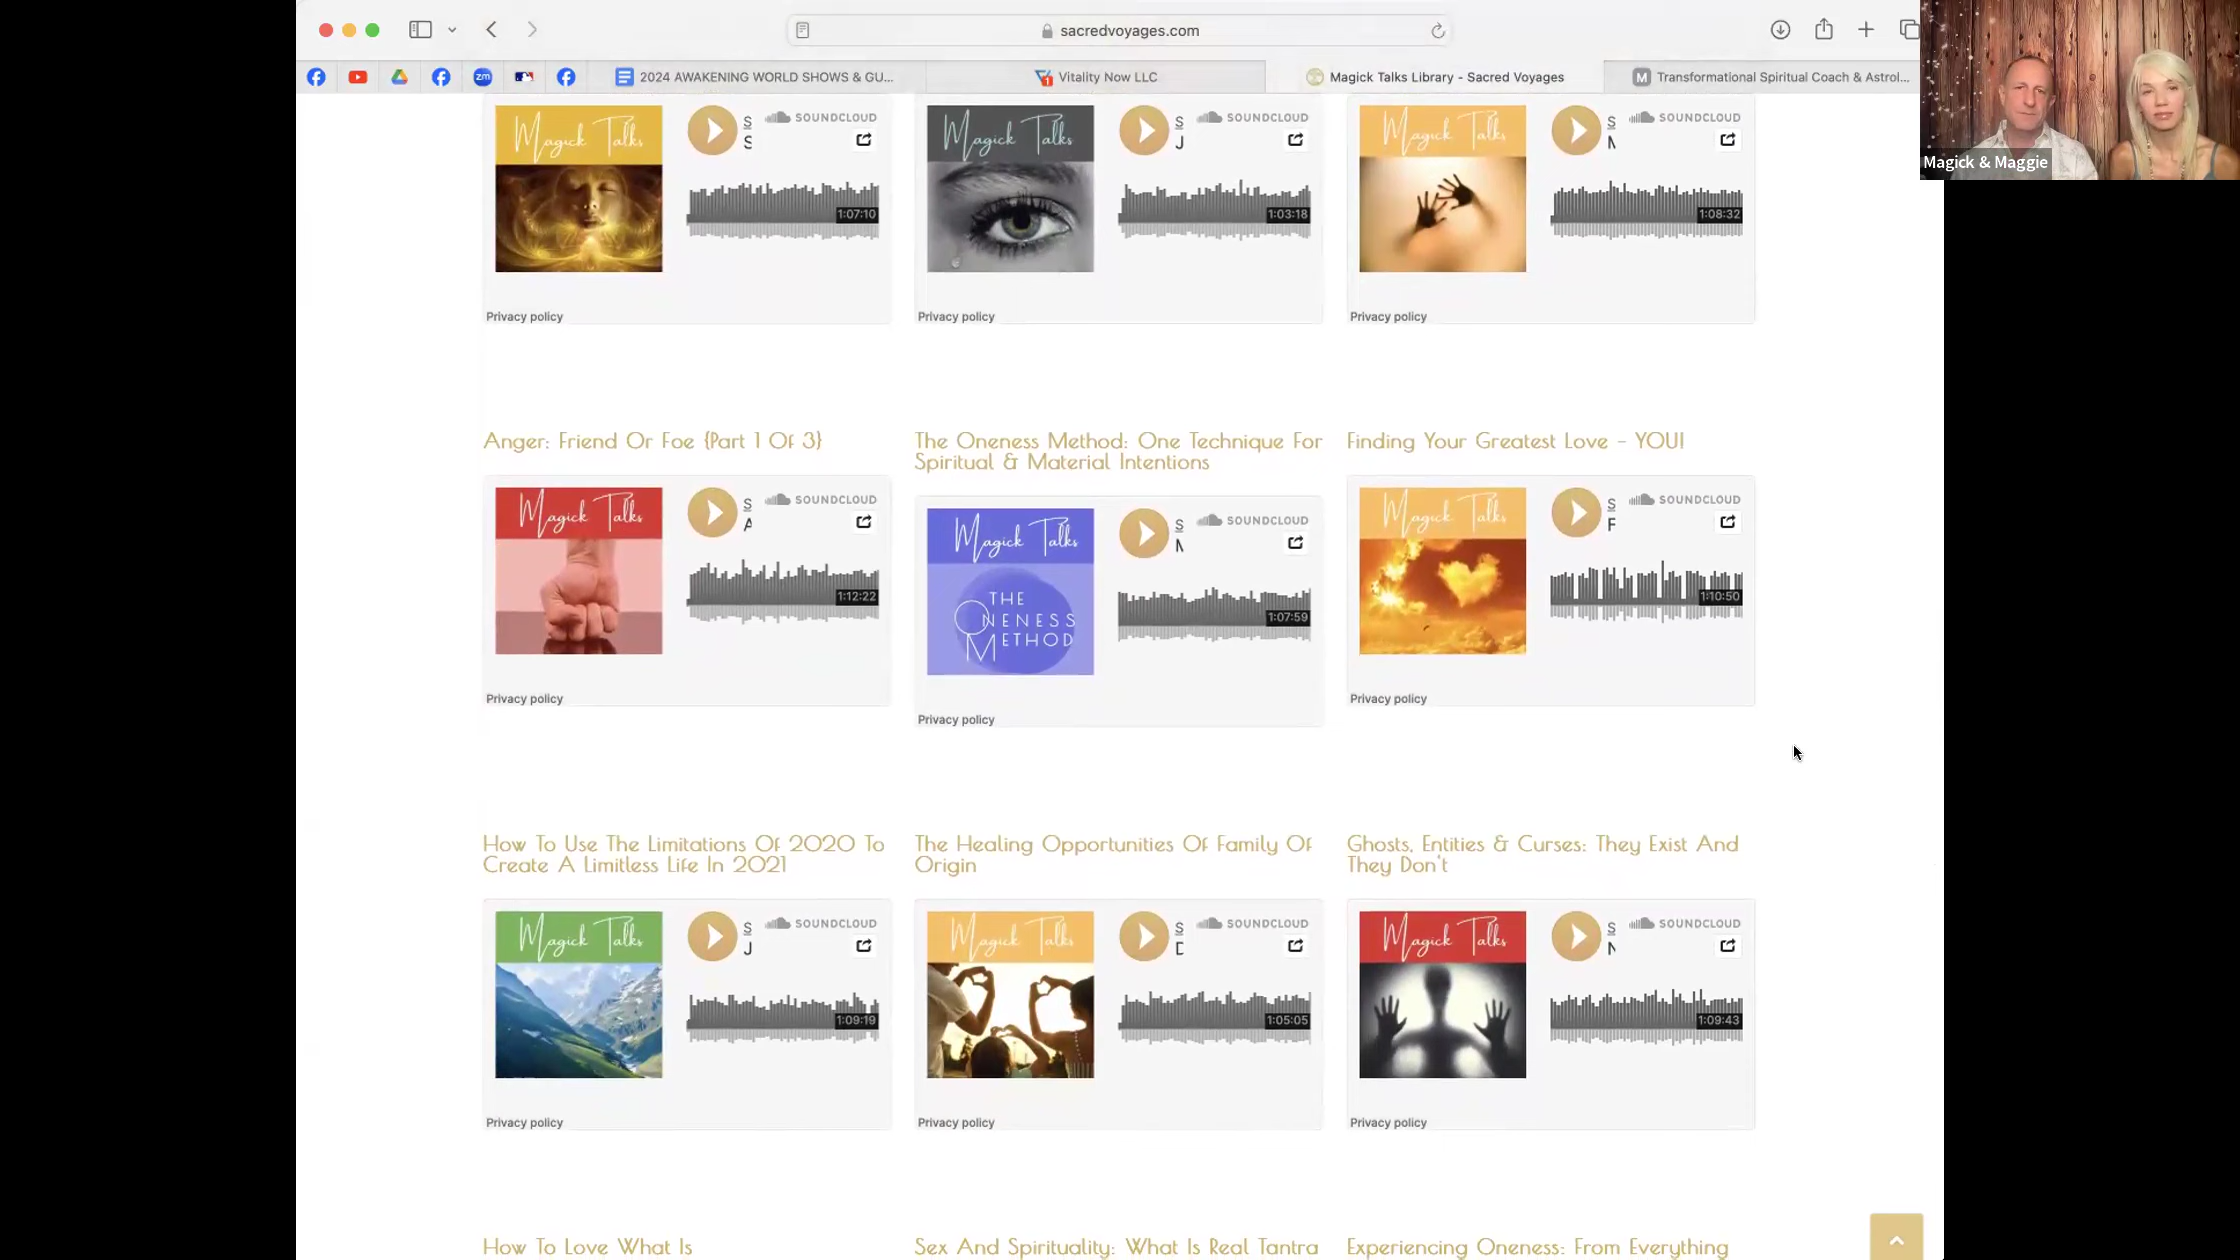 sacredvoyages.com
2024 AWAKENING WORLD SHOWS & GU...
Vitality Now LLC
Magick Talks Library - Sacred Voyages
Transformational Spiritual Coach & Astrol...
Magick & Maggie
Magick Talks
S
S
SOUNDCLOUD
1:07:10
Privacy policy
Magick Talks
S
J
SOUNDCLOUD
1:03:18
Privacy policy
Magick Talks
S
M
SOUNDCLOUD
1:08:32
Privacy policy
Anger: Friend Or Foe {Part 1 Of 3}
Magick Talks
S
A
SOUNDCLOUD
1:12:22
Privacy policy
The Oneness Method: One Technique For
Spiritual & Material Intentions
Magick Talks
THE
ONENESS
METHOD
S
M
SOUNDCLOUD
1:07:59
Privacy policy
Finding Your Greatest Love – YOU!
Magick Talks
S
F
SOUNDCLOUD
1:10:50
Privacy policy
How To Use The Limitations Of 2020 To
Create A Limitless Life In 2021
Magick Talks
S
J
SOUNDCLOUD
1:09:19
Privacy policy
The Healing Opportunities Of Family Of
Origin
Magick Talks
S
D
SOUNDCLOUD
1:05:05
Privacy policy
Ghosts, Entities & Curses: They Exist And
They Don't
Magick Talks
S
N
SOUNDCLOUD
1:09:43
Privacy policy
How To Love What Is
Sex And Spirituality: What Is Real Tantra
Experiencing Oneness: From Everything